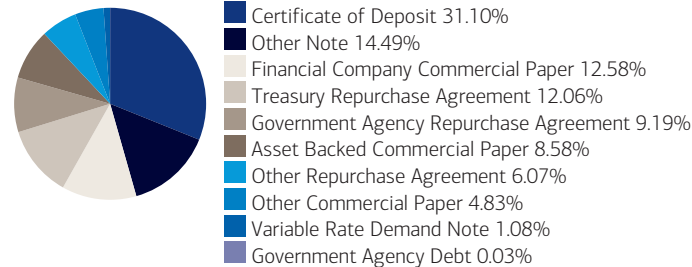 Certificate of Deposit 31.10%
Other Note 14.49%
Financial Company Commercial Paper 12.58%
Treasury Repurchase Agreement 12.06%
Government Agency Repurchase Agreement 9.19%
Asset Backed Commercial Paper 8.58%
Other Repurchase Agreement 6.07%
Other Commercial Paper 4.83%
Variable Rate Demand Note 1.08%
Government Agency Debt 0.03%